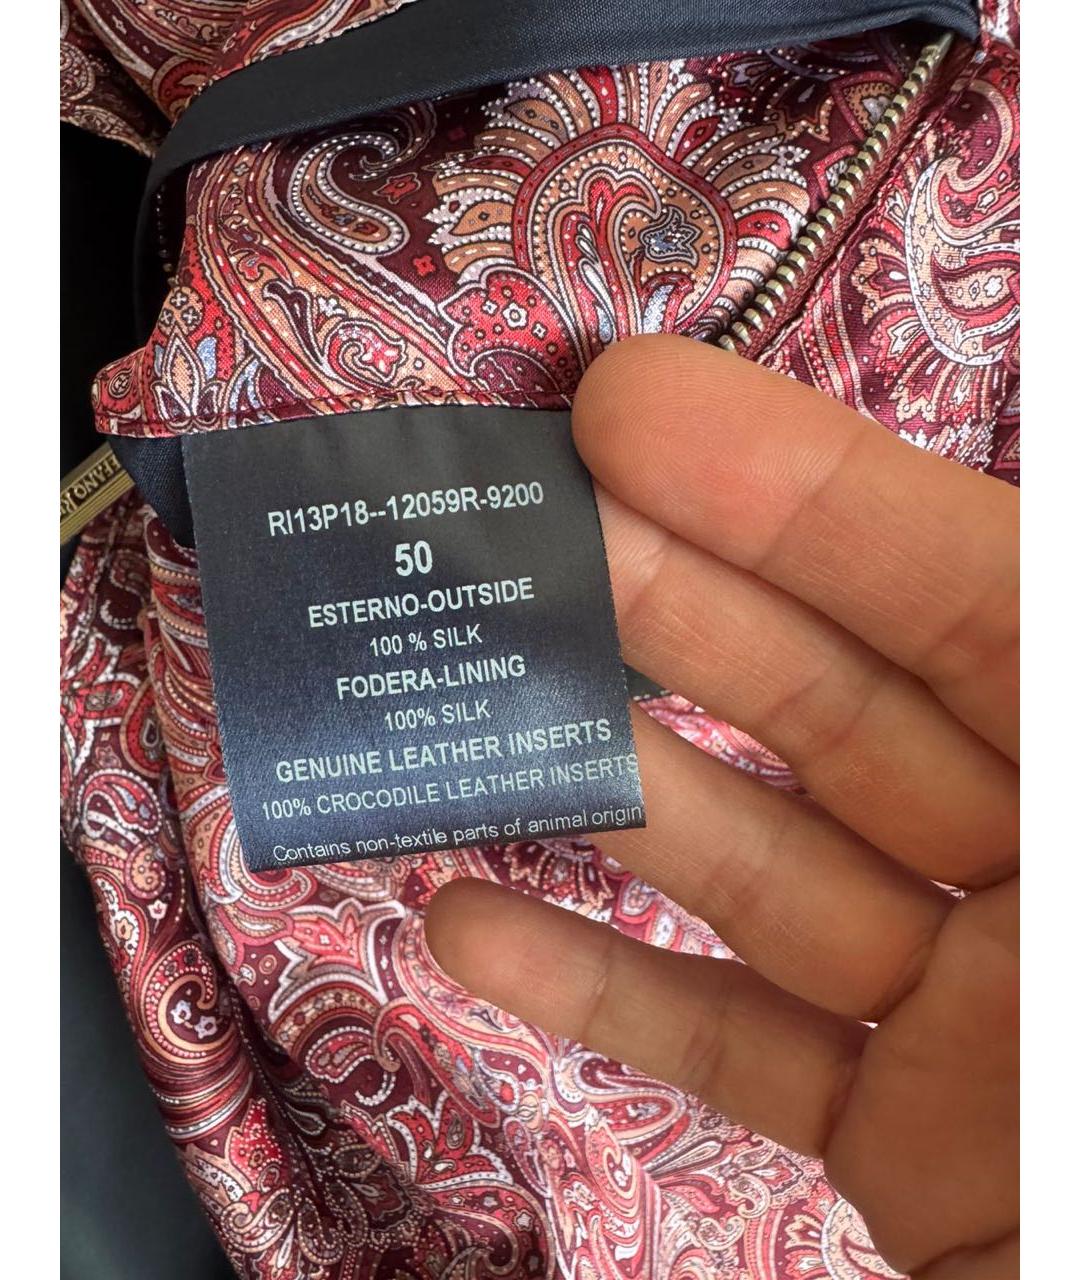 RI13P18--12059R-9200
50
ESTERNO-OUTSIDE
100 % SILK
FODERA-LINING
100% SILK
GENUINE LEATHER INSERTS
100% CROCODILE LEATHER INSERTS
Contains non-textile parts of animal origin